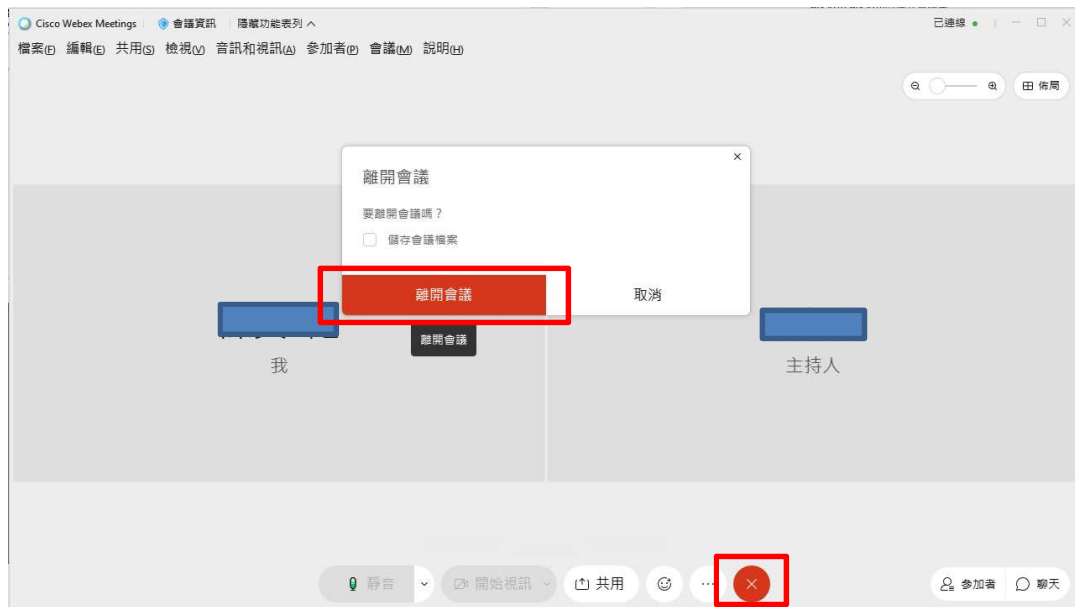 Cisco Webex Meetings 會議資訊 隱藏功能表列 已連線
檔案(F) 編輯(E) 共用(S) 檢視(V) 音訊和視訊(A) 參加者(P) 會議(M) 說明(H)
佈局
離開會議
要離開會議嗎？
儲存會議檔案
離開會議 取消
離開會議
我 主持人
靜音 開始視訊 共用 參加者 聊天